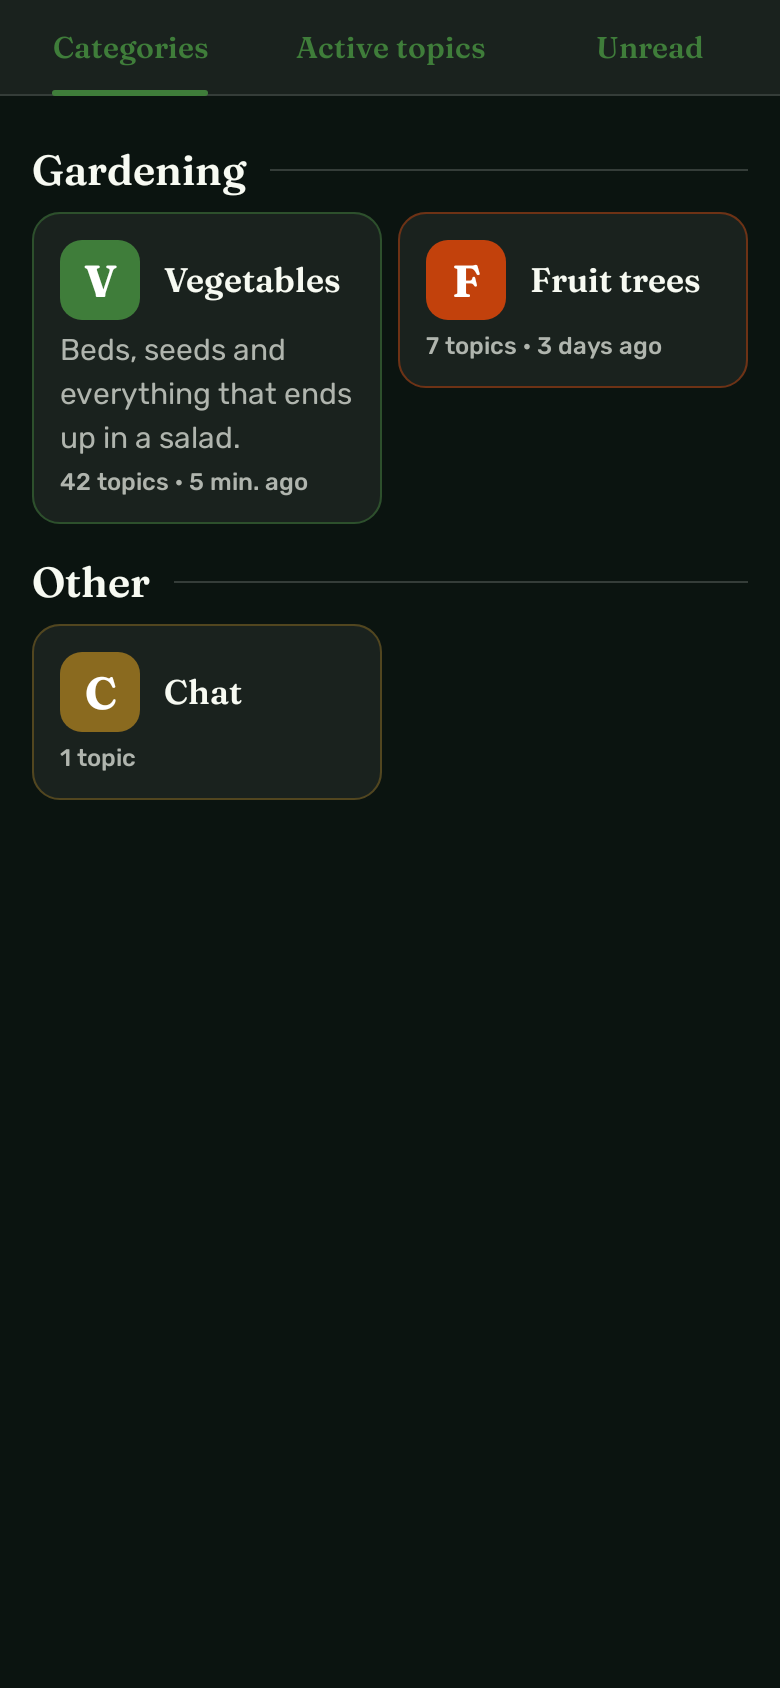 Categories Active topics Unread
Gardening
V Vegetables
Beds, seeds and
everything that ends
up in a salad.
42 topics • 5 min. ago
F Fruit trees
7 topics • 3 days ago
Other
C Chat
1 topic